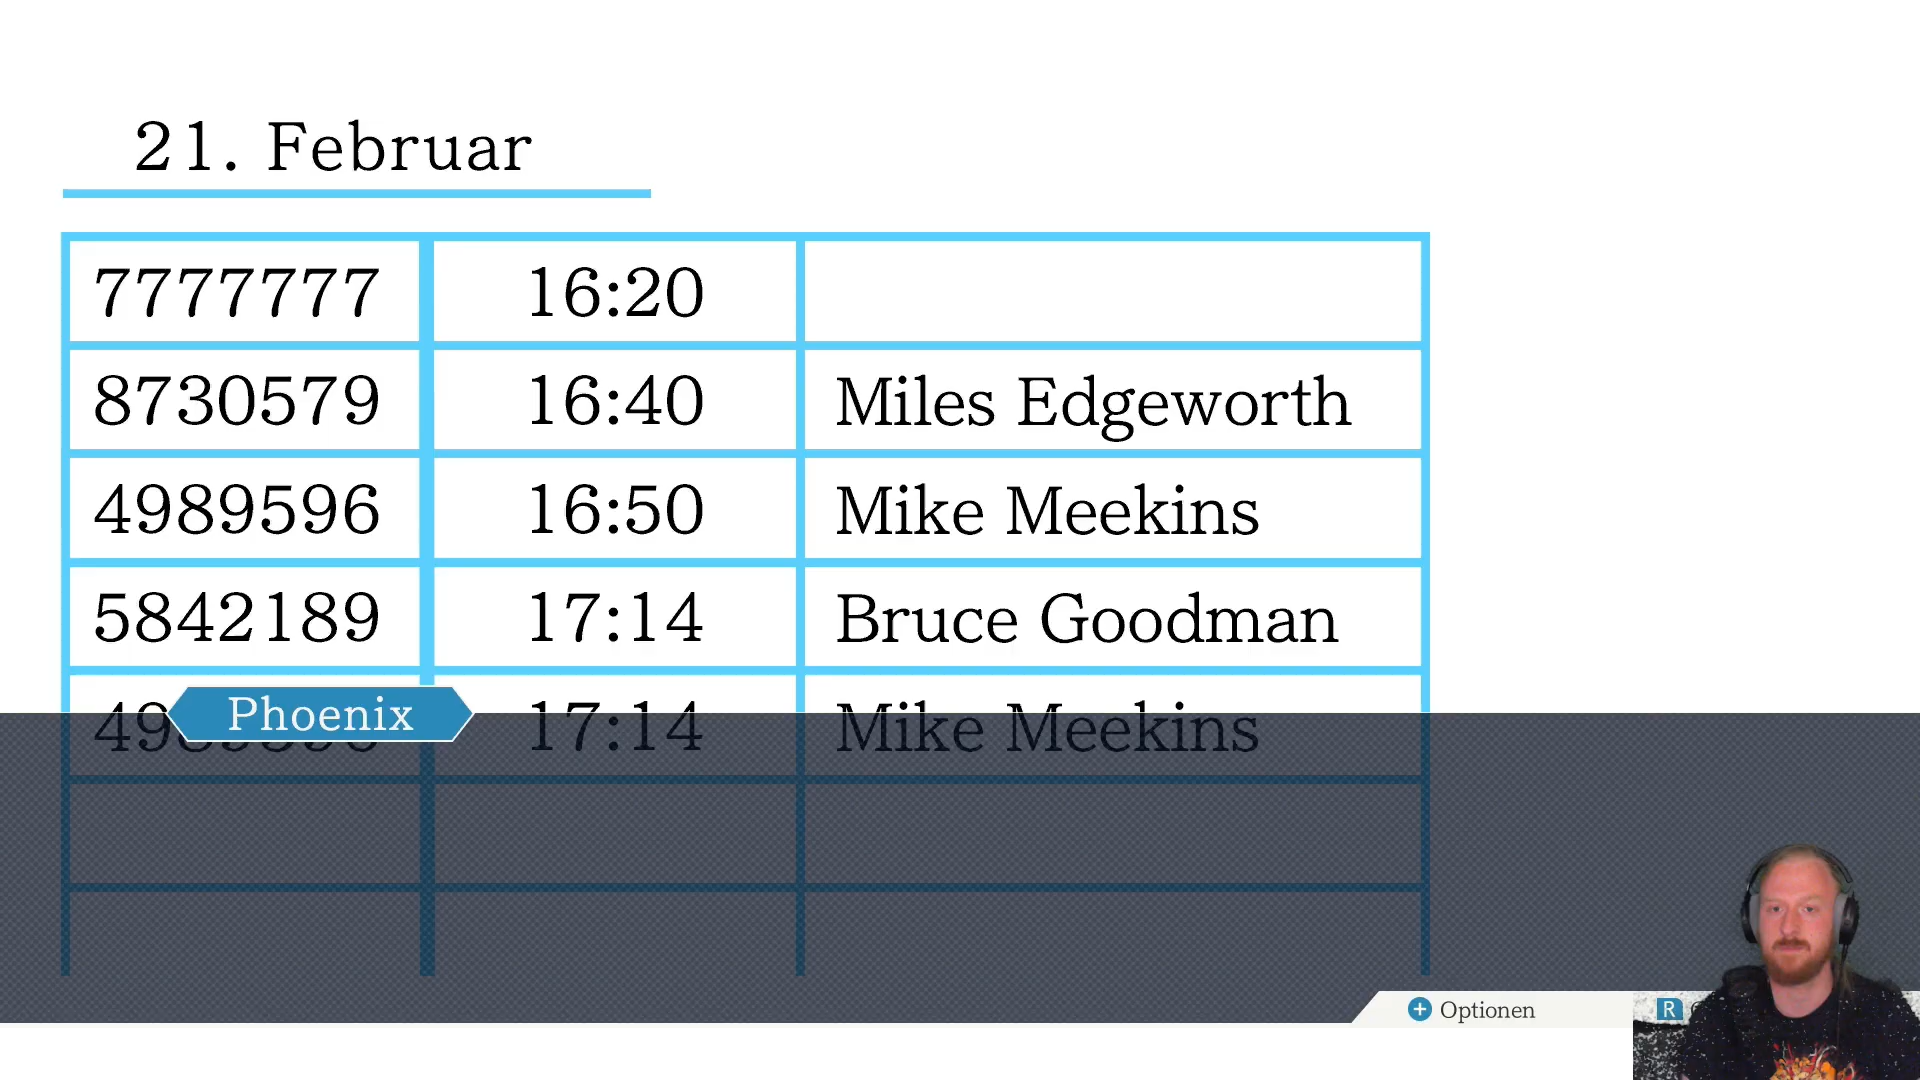 21. Februar
7777777 16:20
8730579 16:40 Miles Edgeworth
4989596 16:50 Mike Meekins
5842189 17:14 Bruce Goodman
4989596 17:14 Mike Meekins
Phoenix
Optionen R